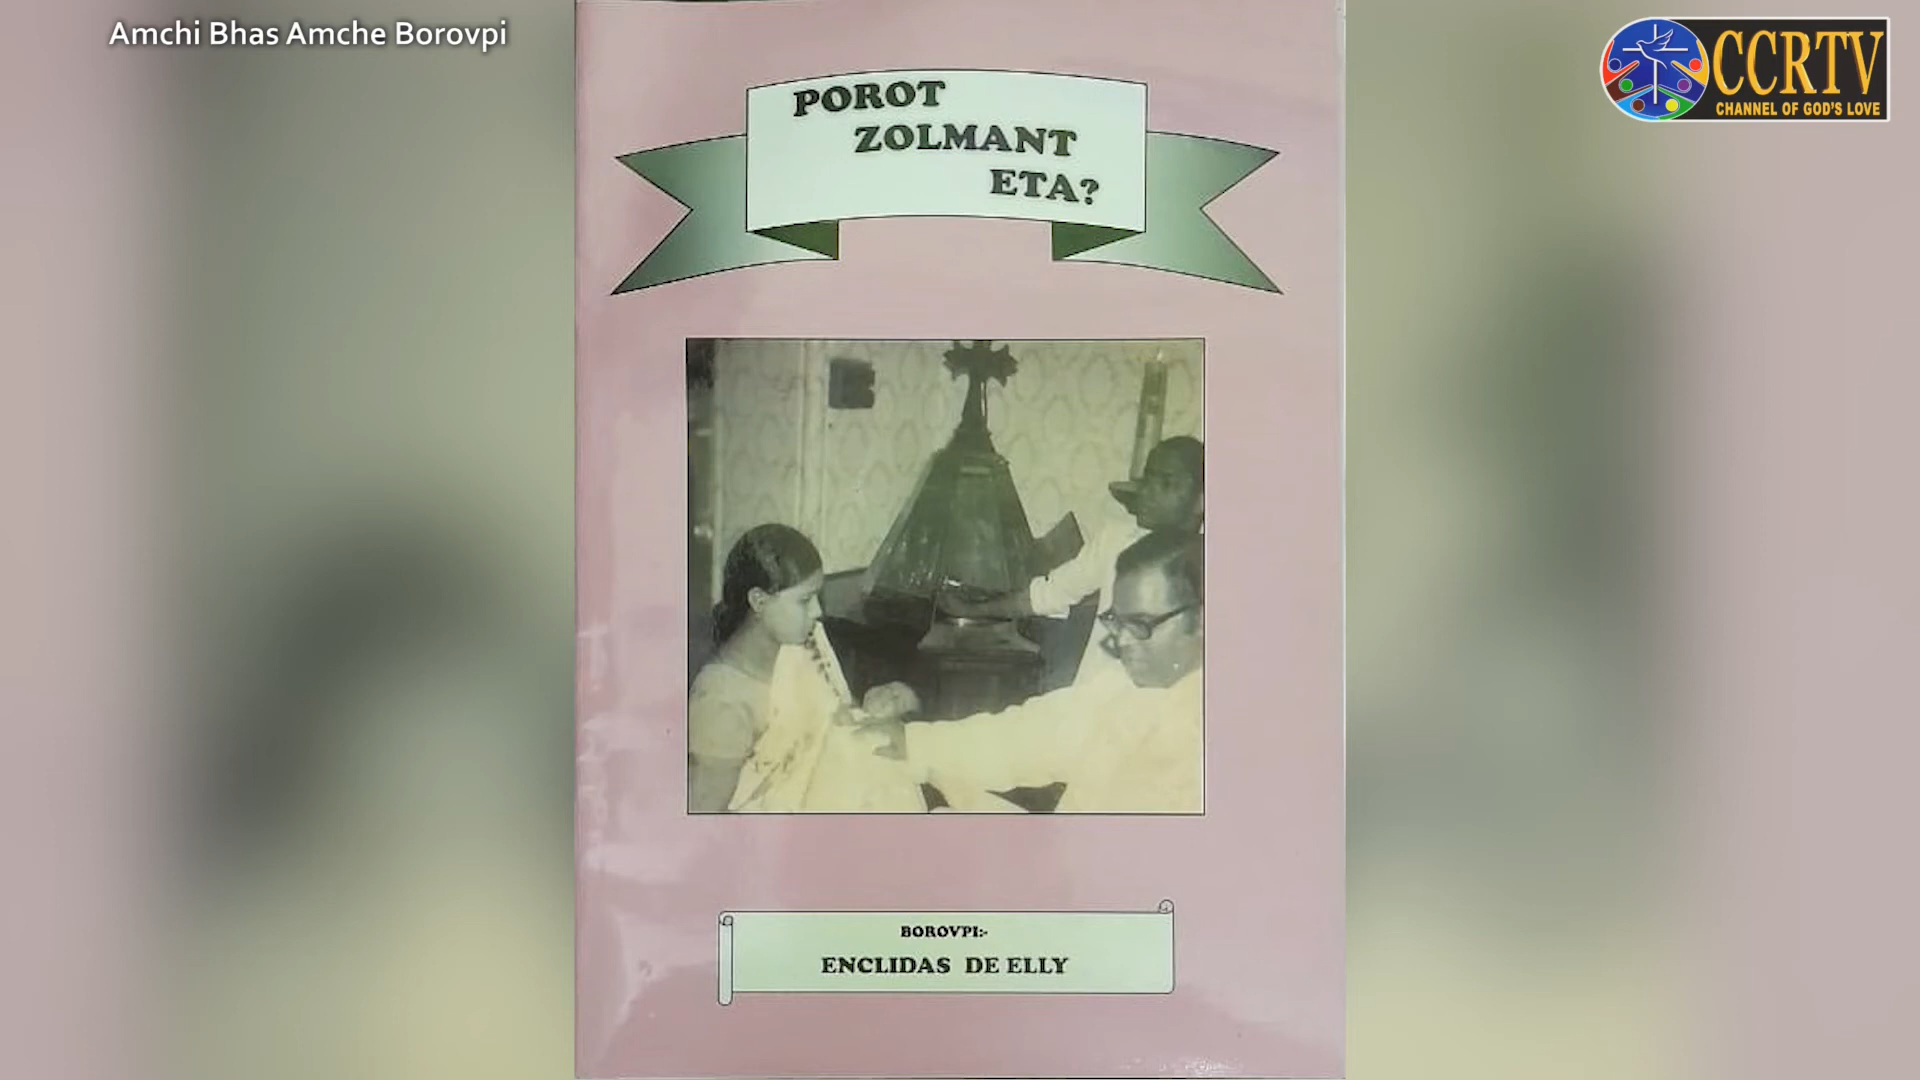 Amchi Bhas Amche Borovpi
CCRTV
CHANNEL OF GOD'S LOVE
POROT
ZOLMANT
ETA?
BOROVPI:-
ENCLIDAS DE ELLY